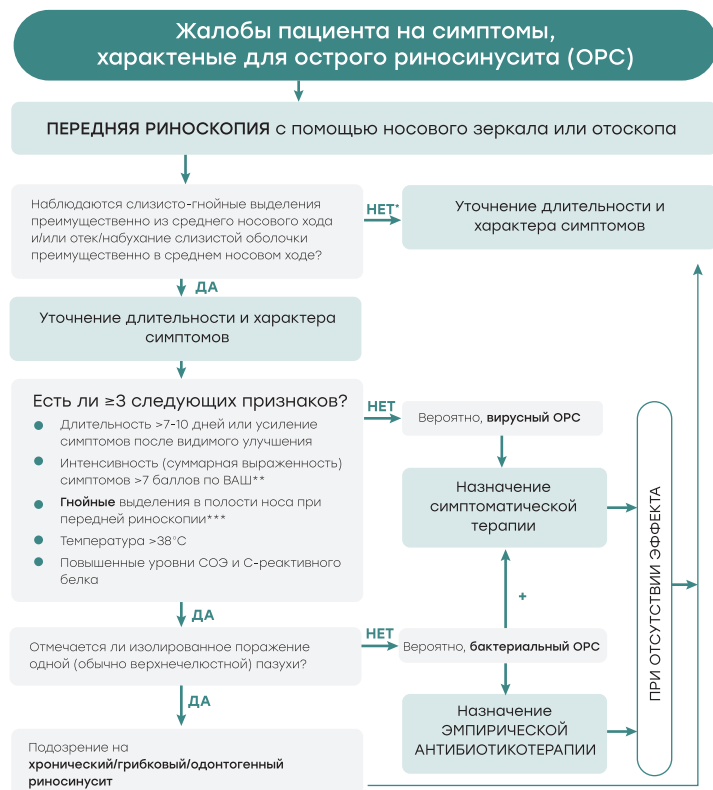 Жалобы пациента на симптомы,
характеные для острого риносинусита (ОРС)
ПЕРЕДНЯЯ РИНОСКОПИЯ с помощью носового зеркала или отоскопа
Наблюдаются слизисто-гнойные выделения
преимущественно из среднего носового хода
и/или отек/набухание слизистой оболочки
преимущественно в среднем носовом ходе?
НЕТ*
Уточнение длительности и
характера симптомов
ДА
Уточнение длительности и характера
симптомов
Есть ли ≥3 следующих признаков?
Длительность >7-10 дней или усиление
симптомов после видимого улучшения
Интенсивность (суммарная выраженность)
симптомов >7 баллов по ВАШ**
Гнойные выделения в полости носа при
передней риноскопии***
Температура >38°C
Повышенные уровни СОЭ и С-реактивного
белка
НЕТ
Вероятно, вирусный ОРС
Назначение
симптоматической
терапии
ПРИ ОТСУТСТВИИ ЭФФЕКТА
+
ДА
Отмечается ли изолированное поражение
одной (обычно верхнечелюстной) пазухи?
НЕТ
Вероятно, бактериальный ОРС
Назначение
ЭМПИРИЧЕСКОЙ
АНТИБИОТИКОТЕРАПИИ
ДА
Подозрение на
хронический/грибковый/одонтогенный
риносинусит